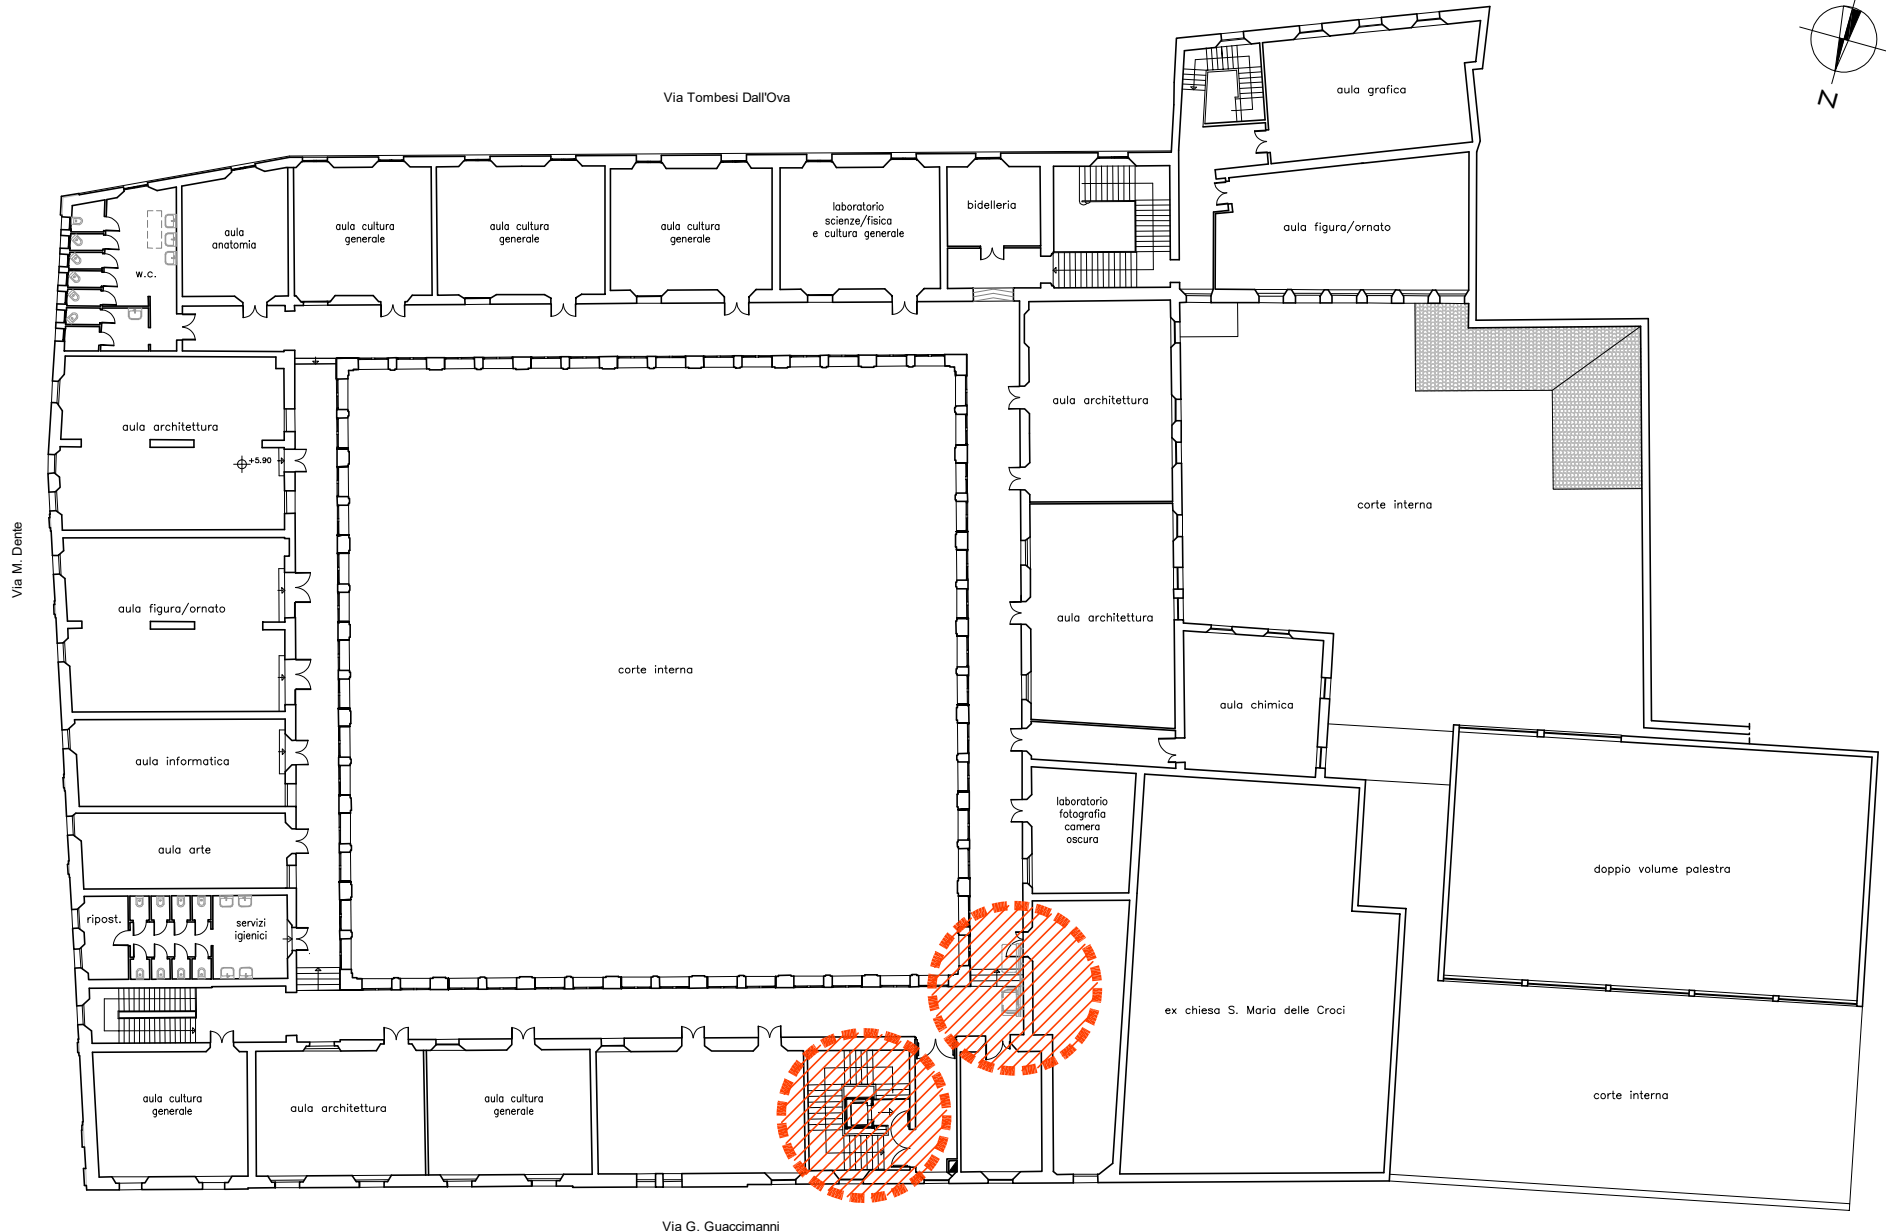 N
aula grafica
Via Tombesi Dall'Ova
aula
anatomia
aula cultura
generale
aula cultura
generale
aula cultura
generale
laboratorio
scienze/fisica
e cultura generale
bidelleria
aula figura/ornato
w.c.
aula architettura
+5.90
aula architettura
corte interna
Via M. Dente
aula figura/ornato
aula architettura
corte interna
aula chimica
aula informatica
laboratorio
fotografia
camera
oscura
aula arte
doppio volume palestra
ripost.
servizi
igienici
ex chiesa S. Maria delle Croci
aula cultura
generale
aula architettura
aula cultura
generale
corte interna
Via G. Guaccimanni